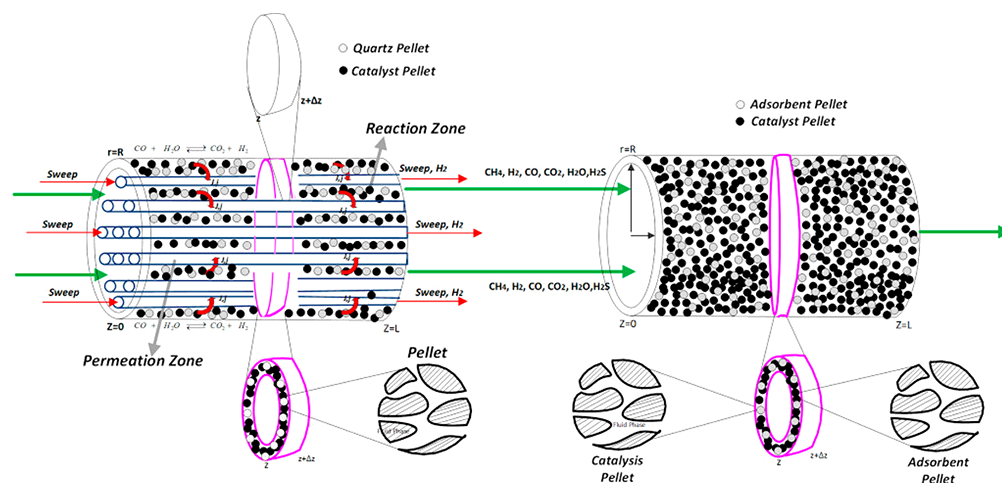 Quartz Pellet
Catalyst Pellet
z+Δz
z
Reaction Zone
r=R
CO + H2O ⇌ CO2 + H2
Sweep
Sweep
Sweep
Sweep, H2
Sweep, H2
Sweep, H2
J,j
J,j
J,j
J,j
J,j
J,j
J,j
J,j
Z=0
CO + H2O ⇌ CO2 + H2
Z=L
Permeation Zone
Pellet
Fluid Phase
z
z+Δz
Adsorbent Pellet
Catalyst Pellet
r=R
CH4, H2, CO, CO2, H2O,H2S
CH4, H2, CO, CO2, H2O,H2S
Z=0
Z=L
Fluid Phase
Catalysis
Pellet
z
z+Δz
Adsorbent
Pellet